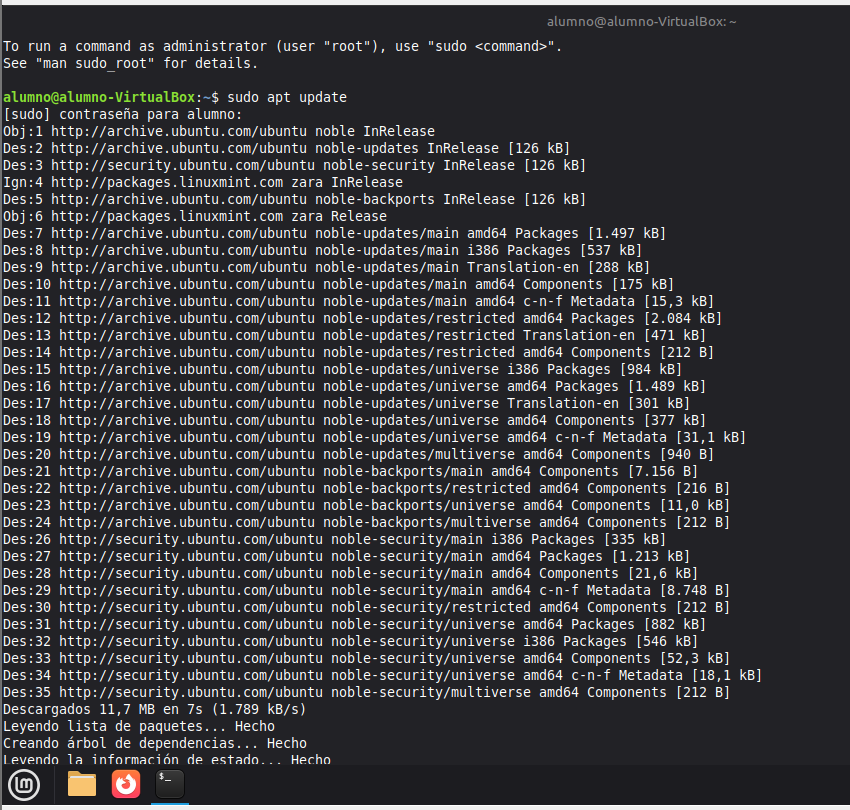 alumno@alumno-VirtualBox: ~
To run a command as administrator (user "root"), use "sudo <command>".
See "man sudo_root" for details.
alumno@alumno-VirtualBox:~$ sudo apt update
[sudo] contraseña para alumno:
Obj:1 http://archive.ubuntu.com/ubuntu noble InRelease
Des:2 http://archive.ubuntu.com/ubuntu noble-updates InRelease [126 kB]
Des:3 http://security.ubuntu.com/ubuntu noble-security InRelease [126 kB]
Ign:4 http://packages.linuxmint.com zara InRelease
Des:5 http://archive.ubuntu.com/ubuntu noble-backports InRelease [126 kB]
Obj:6 http://packages.linuxmint.com zara Release
Des:7 http://archive.ubuntu.com/ubuntu noble-updates/main amd64 Packages [1.497 kB]
Des:8 http://archive.ubuntu.com/ubuntu noble-updates/main i386 Packages [537 kB]
Des:9 http://archive.ubuntu.com/ubuntu noble-updates/main Translation-en [288 kB]
Des:10 http://archive.ubuntu.com/ubuntu noble-updates/main amd64 Components [175 kB]
Des:11 http://archive.ubuntu.com/ubuntu noble-updates/main amd64 c-n-f Metadata [15,3 kB]
Des:12 http://archive.ubuntu.com/ubuntu noble-updates/restricted amd64 Packages [2.084 kB]
Des:13 http://archive.ubuntu.com/ubuntu noble-updates/restricted Translation-en [471 kB]
Des:14 http://archive.ubuntu.com/ubuntu noble-updates/restricted amd64 Components [212 B]
Des:15 http://archive.ubuntu.com/ubuntu noble-updates/universe i386 Packages [984 kB]
Des:16 http://archive.ubuntu.com/ubuntu noble-updates/universe amd64 Packages [1.489 kB]
Des:17 http://archive.ubuntu.com/ubuntu noble-updates/universe Translation-en [301 kB]
Des:18 http://archive.ubuntu.com/ubuntu noble-updates/universe amd64 Components [377 kB]
Des:19 http://archive.ubuntu.com/ubuntu noble-updates/universe amd64 c-n-f Metadata [31,1 kB]
Des:20 http://archive.ubuntu.com/ubuntu noble-updates/multiverse amd64 Components [940 B]
Des:21 http://archive.ubuntu.com/ubuntu noble-backports/main amd64 Components [7.156 B]
Des:22 http://archive.ubuntu.com/ubuntu noble-backports/restricted amd64 Components [216 B]
Des:23 http://archive.ubuntu.com/ubuntu noble-backports/universe amd64 Components [11,0 kB]
Des:24 http://archive.ubuntu.com/ubuntu noble-backports/multiverse amd64 Components [212 B]
Des:26 http://security.ubuntu.com/ubuntu noble-security/main i386 Packages [335 kB]
Des:27 http://security.ubuntu.com/ubuntu noble-security/main amd64 Packages [1.213 kB]
Des:28 http://security.ubuntu.com/ubuntu noble-security/main amd64 Components [21,6 kB]
Des:29 http://security.ubuntu.com/ubuntu noble-security/main amd64 c-n-f Metadata [8.748 B]
Des:30 http://security.ubuntu.com/ubuntu noble-security/restricted amd64 Components [212 B]
Des:31 http://security.ubuntu.com/ubuntu noble-security/universe amd64 Packages [882 kB]
Des:32 http://security.ubuntu.com/ubuntu noble-security/universe i386 Packages [546 kB]
Des:33 http://security.ubuntu.com/ubuntu noble-security/universe amd64 Components [52,3 kB]
Des:34 http://security.ubuntu.com/ubuntu noble-security/universe amd64 c-n-f Metadata [18,1 kB]
Des:35 http://security.ubuntu.com/ubuntu noble-security/multiverse amd64 Components [212 B]
Descargados 11,7 MB en 7s (1.789 kB/s)
Leyendo lista de paquetes... Hecho
Creando árbol de dependencias... Hecho
Leyendo la información de estado... Hecho
$_